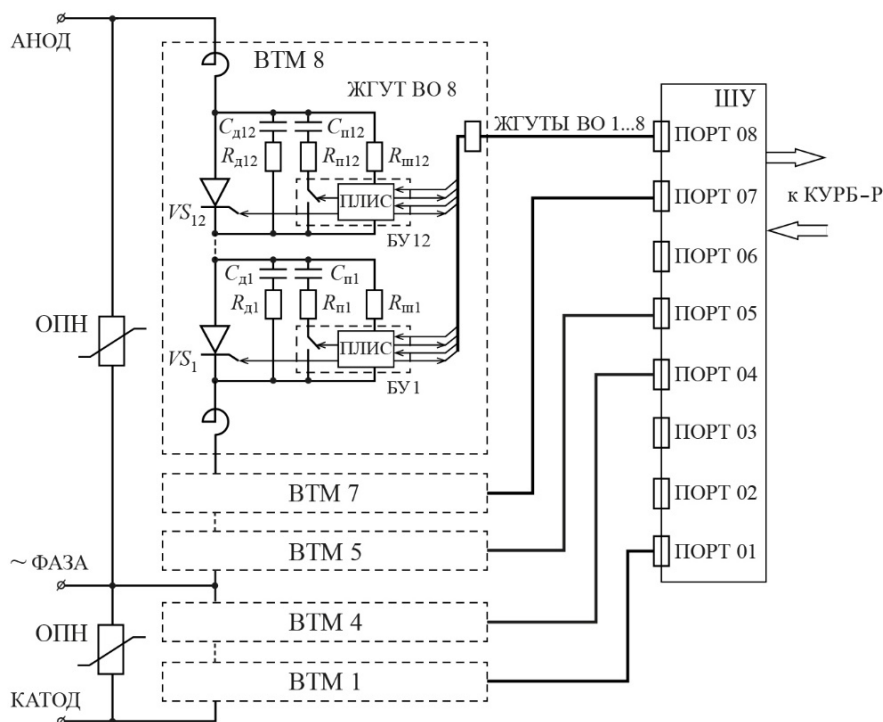 АНОД
ВТМ 8
ЖГУТ ВО 8
ШУ
ЖГУТЫ ВО 1...8
ПОРТ 08
Cд12
Cп12
Rд12
Rп12
Rш12
ПЛИС
VS12
БУ12
ПОРТ 07
к КУРБ-Р
ПОРТ 06
Cд1
Cп1
Rд1
Rп1
Rш1
ПОРТ 05
ОПН
ПЛИС
VS1
БУ1
ПОРТ 04
ПОРТ 03
ВТМ 7
ПОРТ 02
ВТМ 5
ПОРТ 01
~ ФАЗА
ВТМ 4
ОПН
ВТМ 1
КАТОД